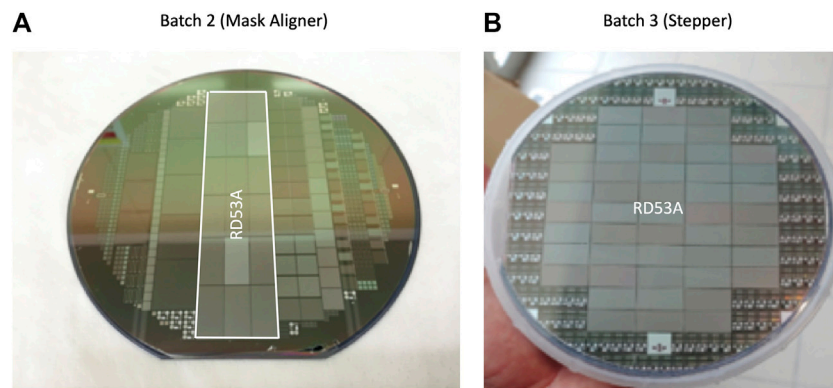 A
Batch 2 (Mask Aligner)
B
Batch 3 (Stepper)
RD53A
RD53A